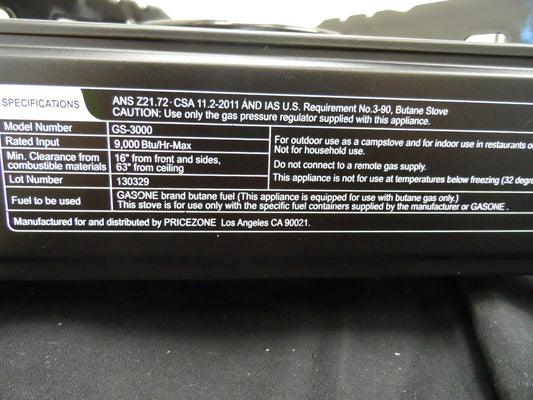 SPECIFICATIONS
ANS Z21.72 · CSA 11.2-2011 AND IAS U.S. Requirement No.3-90, Butane Stove
CAUTION: Use only the gas pressure regulator supplied with this appliance.
Model Number GS-3000
Rated Input 9,000 Btu/Hr-Max
Min. Clearance from combustible materials 16" from front and sides, 63" from ceiling
Lot Number 130329
For outdoor use as a campstove and for indoor use in restaurants
Not for household use.
Do not connect to a remote gas supply.
This appliance is not for use at temperatures below freezing (32
Fuel to be used GASONE brand butane fuel (This appliance is equipped for use with butane gas only.)
This stove is for use only with the specific fuel containers supplied by the manufacturer or GASONE .
Manufactured for and distributed by PRICEZONE Los Angeles CA 90021.